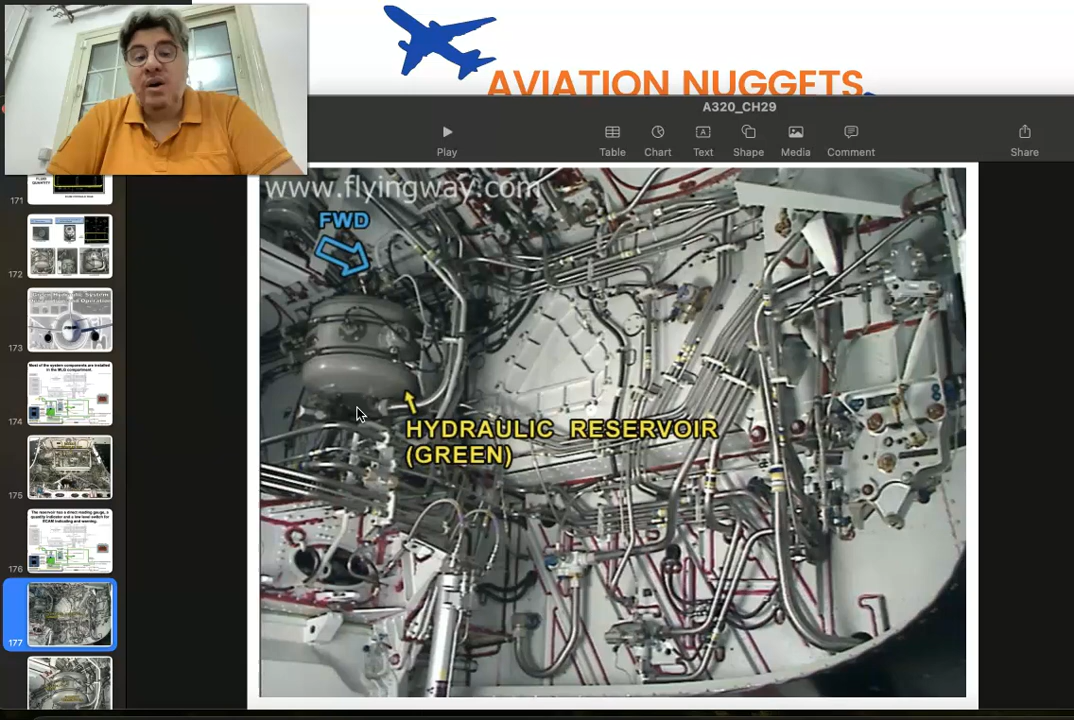 AVIATION NUGGETS
A320_CH29
Play
Table
Chart
Text
Shape
Media
Comment
Share
www.flyingway.com
FWD
HYDRAULIC RESERVOIR
(GREEN)
171
QUANTITY
172
173
Most of the system components are installed
in the MLG compartment.
174
175
The reservoir has a direct reading gauge, a
quantity indicator and a low level switch for
ECAM indicating and warning.
176
177